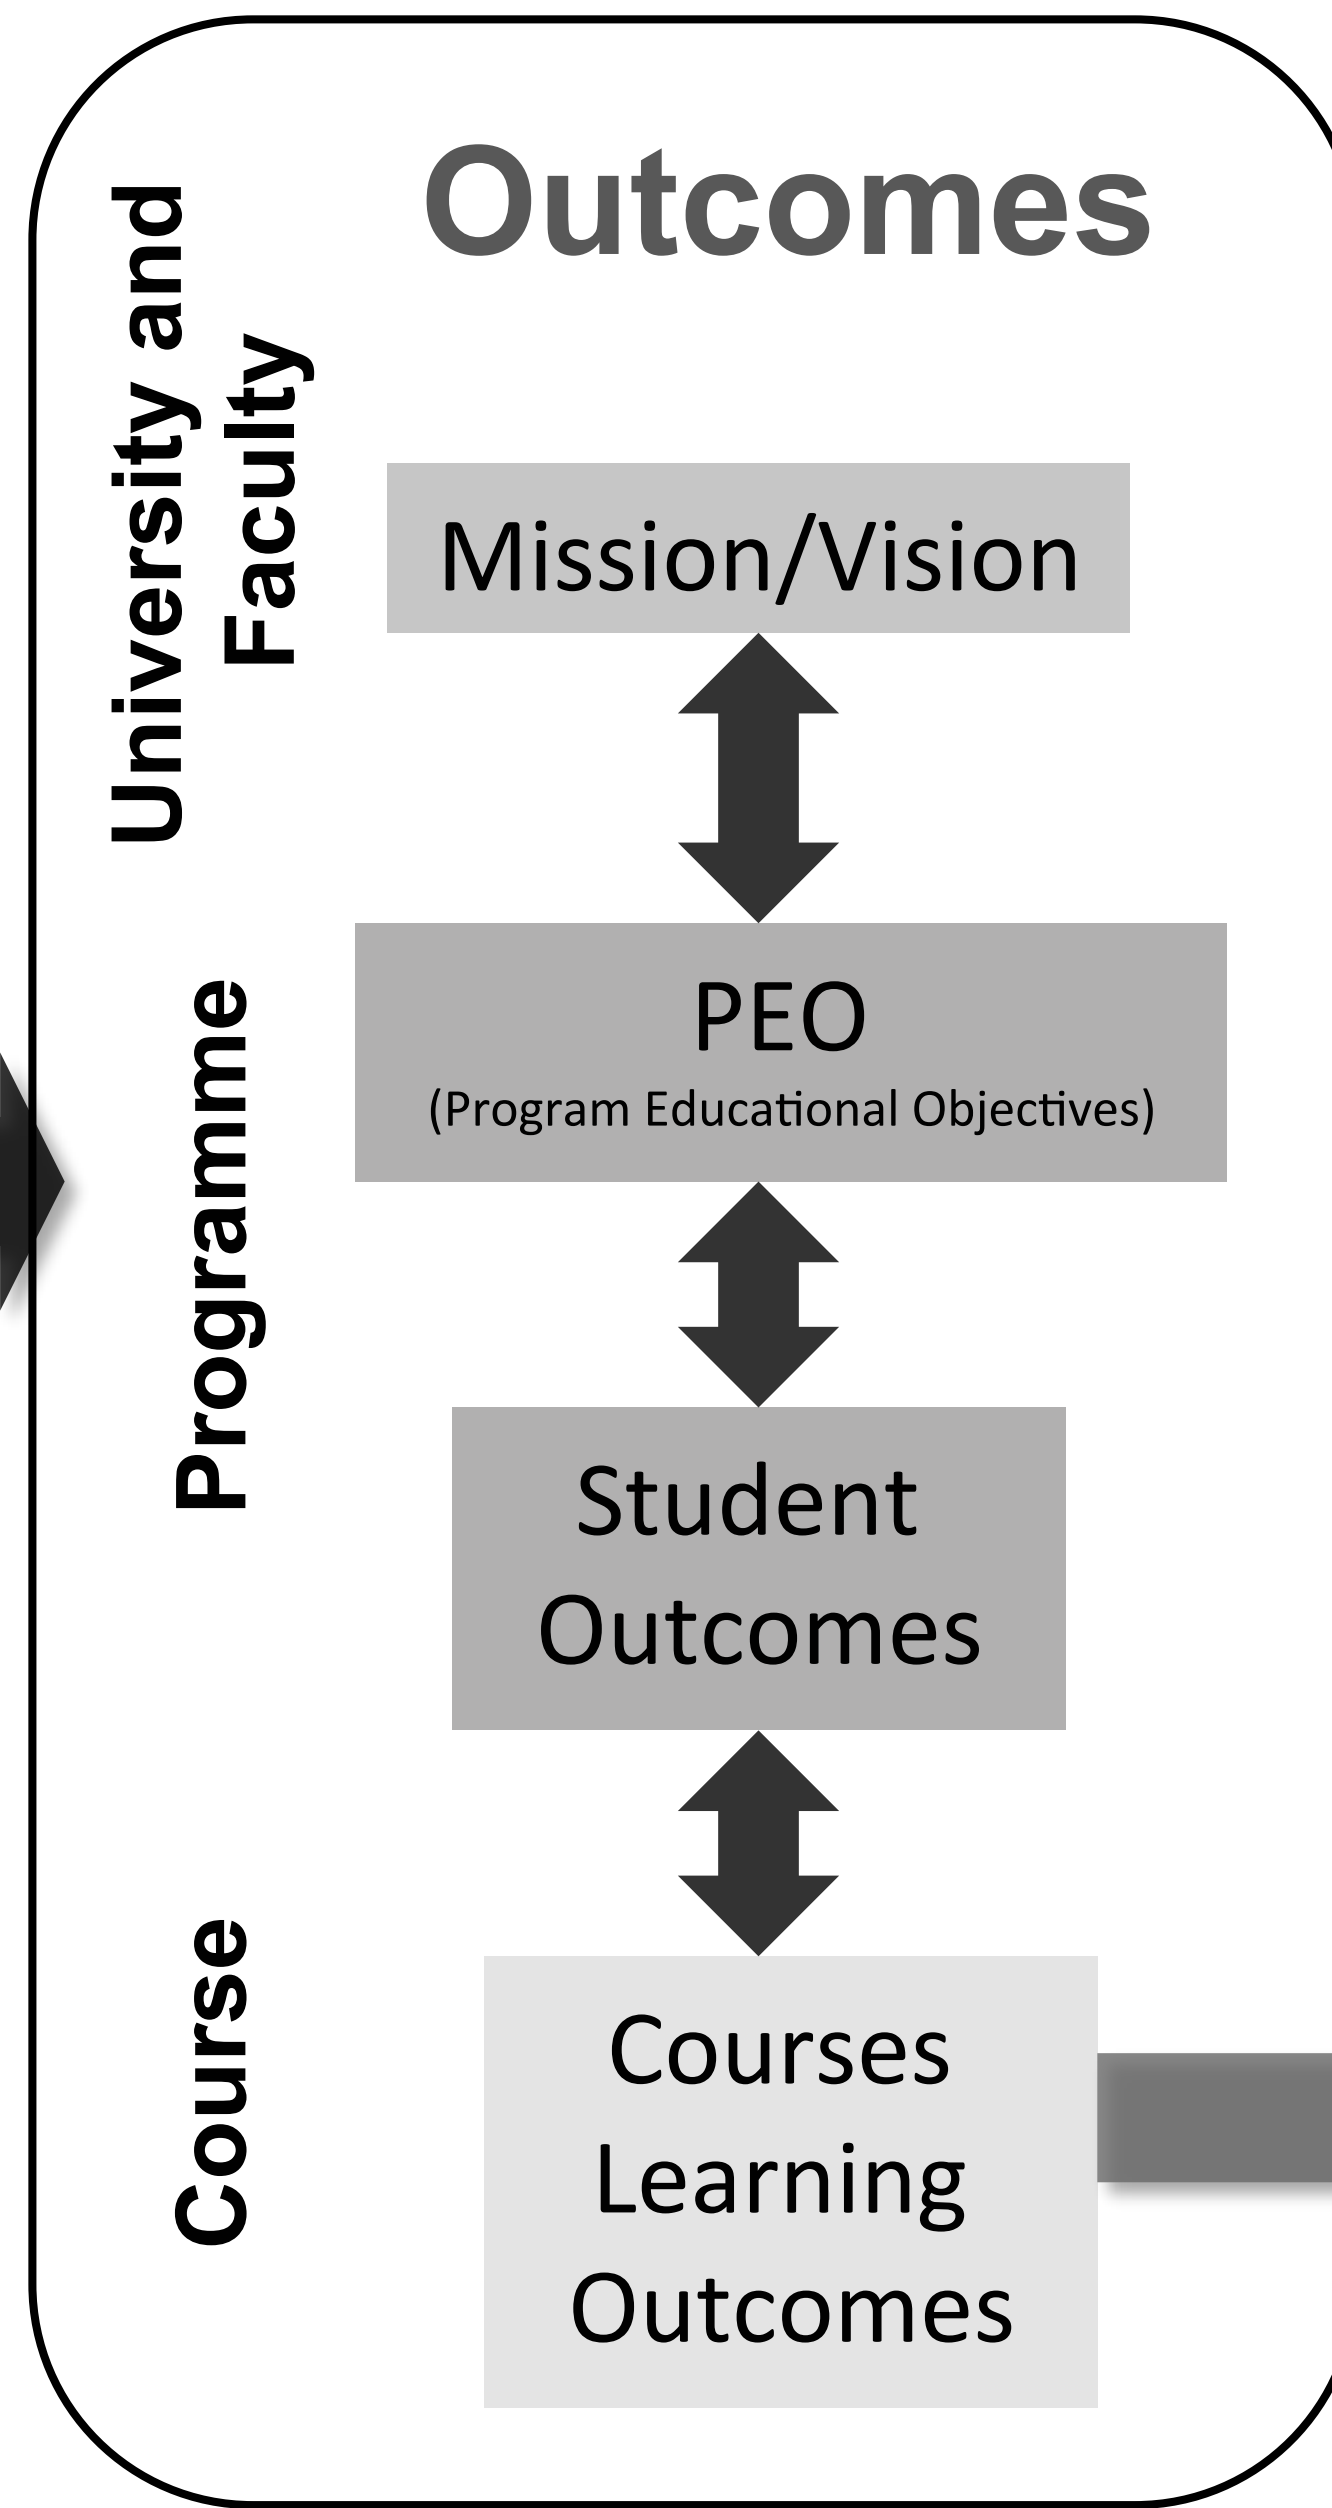 Outcomes
University and
Faculty
Mission/Vision
Programme
PEO
(Program Educational Objectives)
Student
Outcomes
Course
Courses
Learning
Outcomes